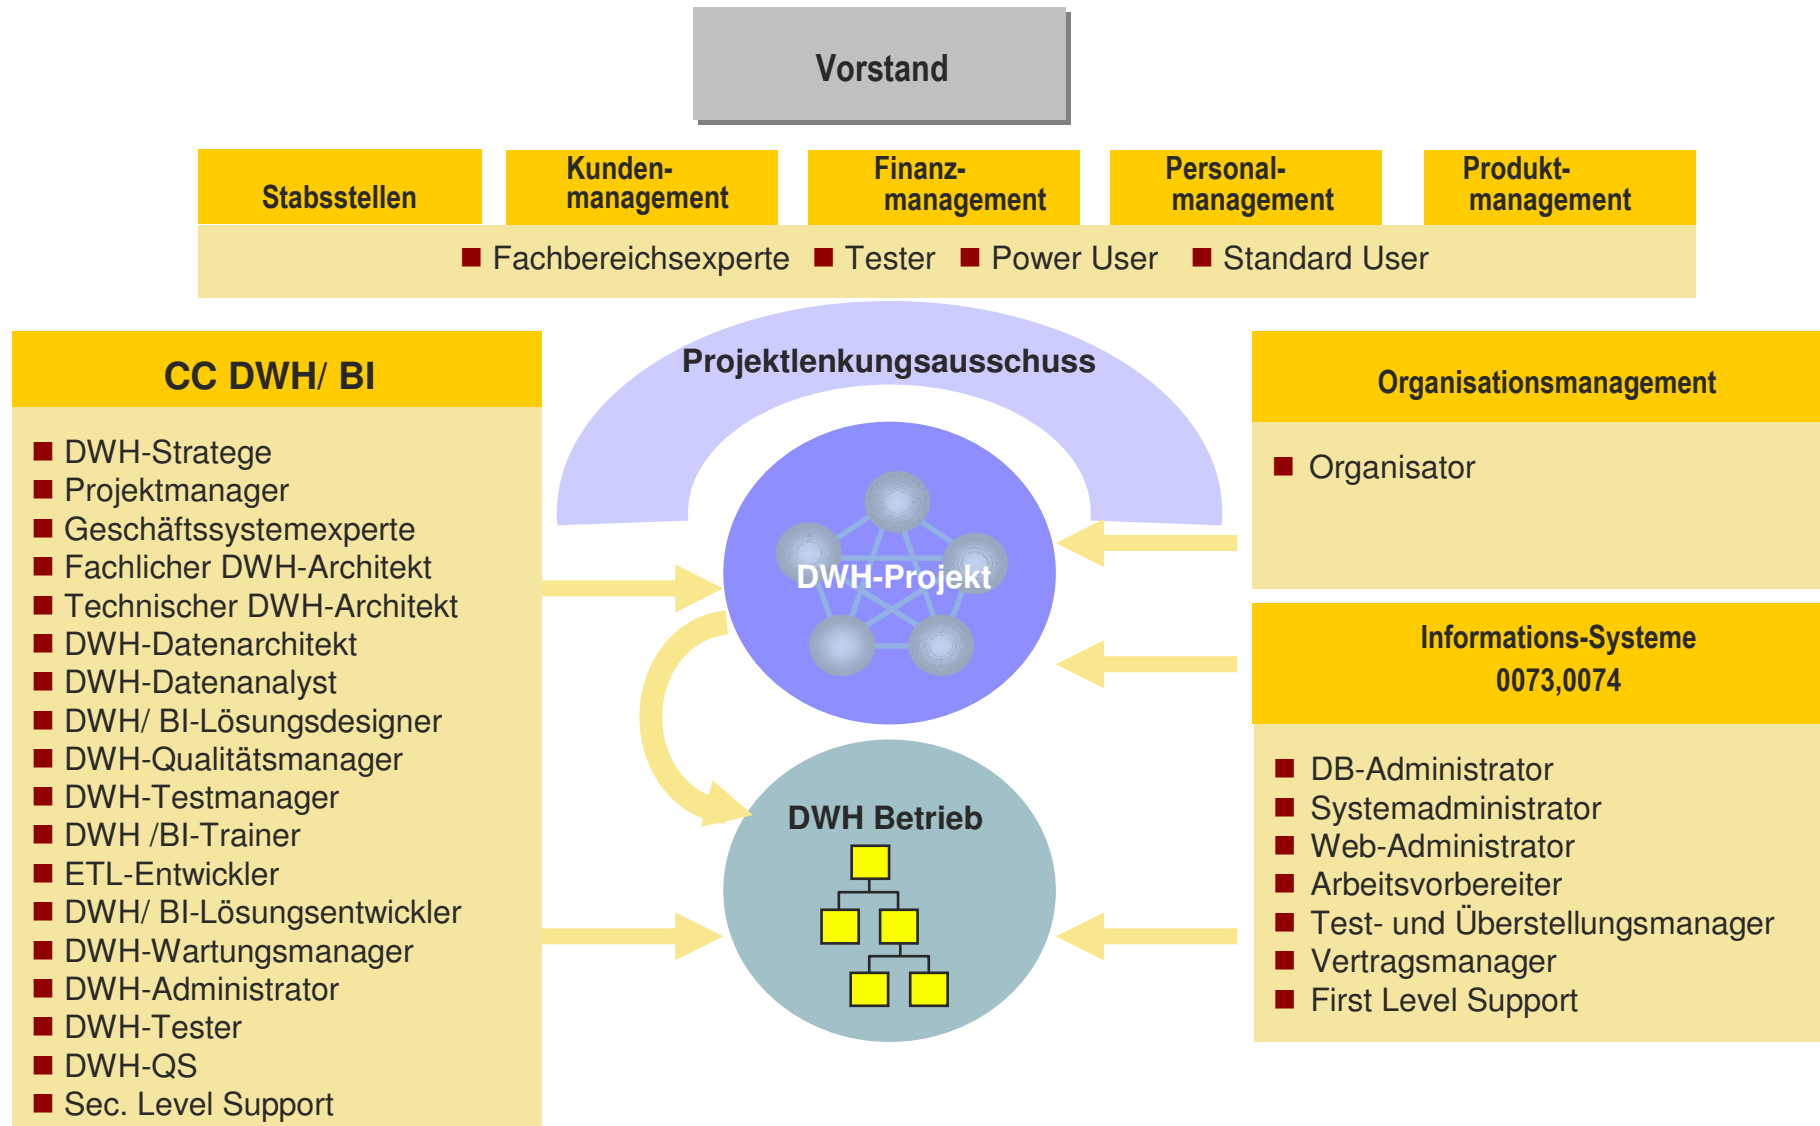 Vorstand
Stabsstellen
Kunden-
management
Finanz-
management
Personal-
management
Produkt-
management
Fachbereichsexperte Tester Power User Standard User
Projektlenkungsausschuss
CC DWH/ BI
DWH-Stratege
Projektmanager
Geschäftssystemexperte
Fachlicher DWH-Architekt
Technischer DWH-Architekt
DWH-Datenarchitekt
DWH-Datenanalyst
DWH/ BI-Lösungsdesigner
DWH-Qualitätsmanager
DWH-Testmanager
DWH /BI-Trainer
ETL-Entwickler
DWH/ BI-Lösungsentwickler
DWH-Wartungsmanager
DWH-Administrator
DWH-Tester
DWH-QS
Sec. Level Support
DWH-Projekt
DWH Betrieb
Organisationsmanagement
Organisator
Informations-Systeme
0073,0074
DB-Administrator
Systemadministrator
Web-Administrator
Arbeitsvorbereiter
Test- und Überstellungsmanager
Vertragsmanager
First Level Support